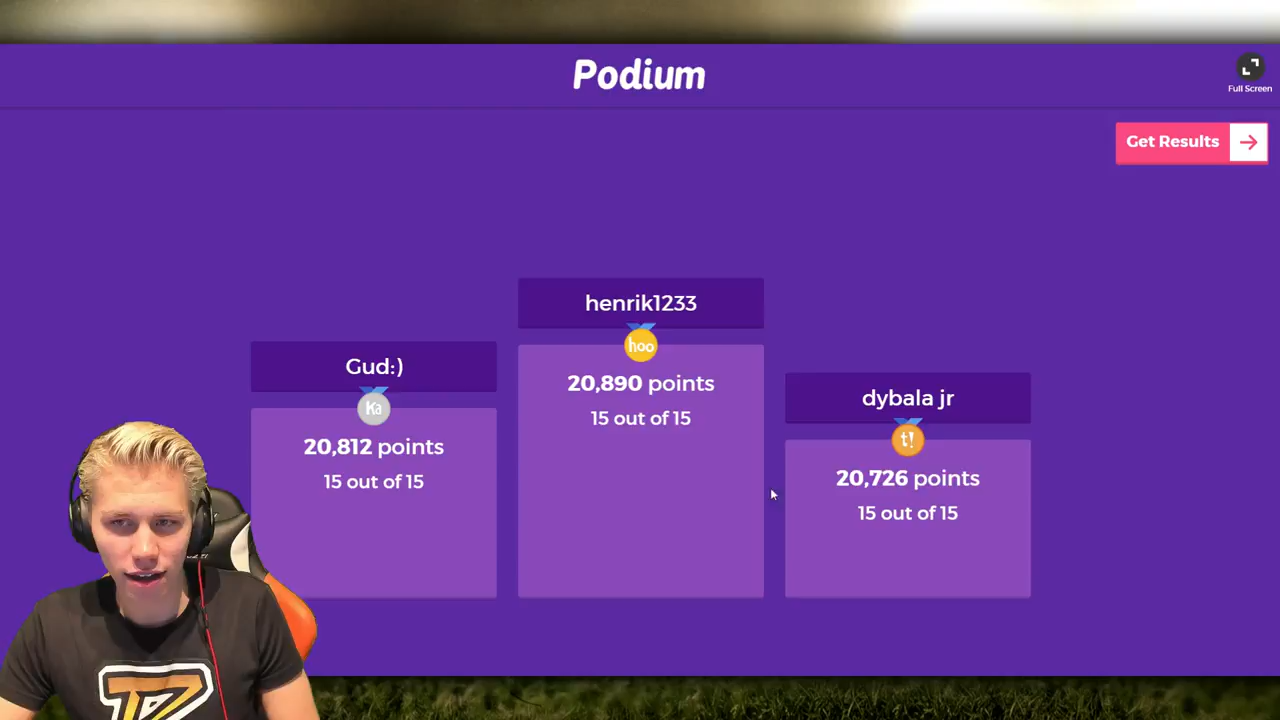 Podium
Full Screen
Get Results
henrik1233
hoo
20,890 points
15 out of 15
Gud:)
Ka
20,812 points
15 out of 15
dybala jr
t!
20,726 points
15 out of 15